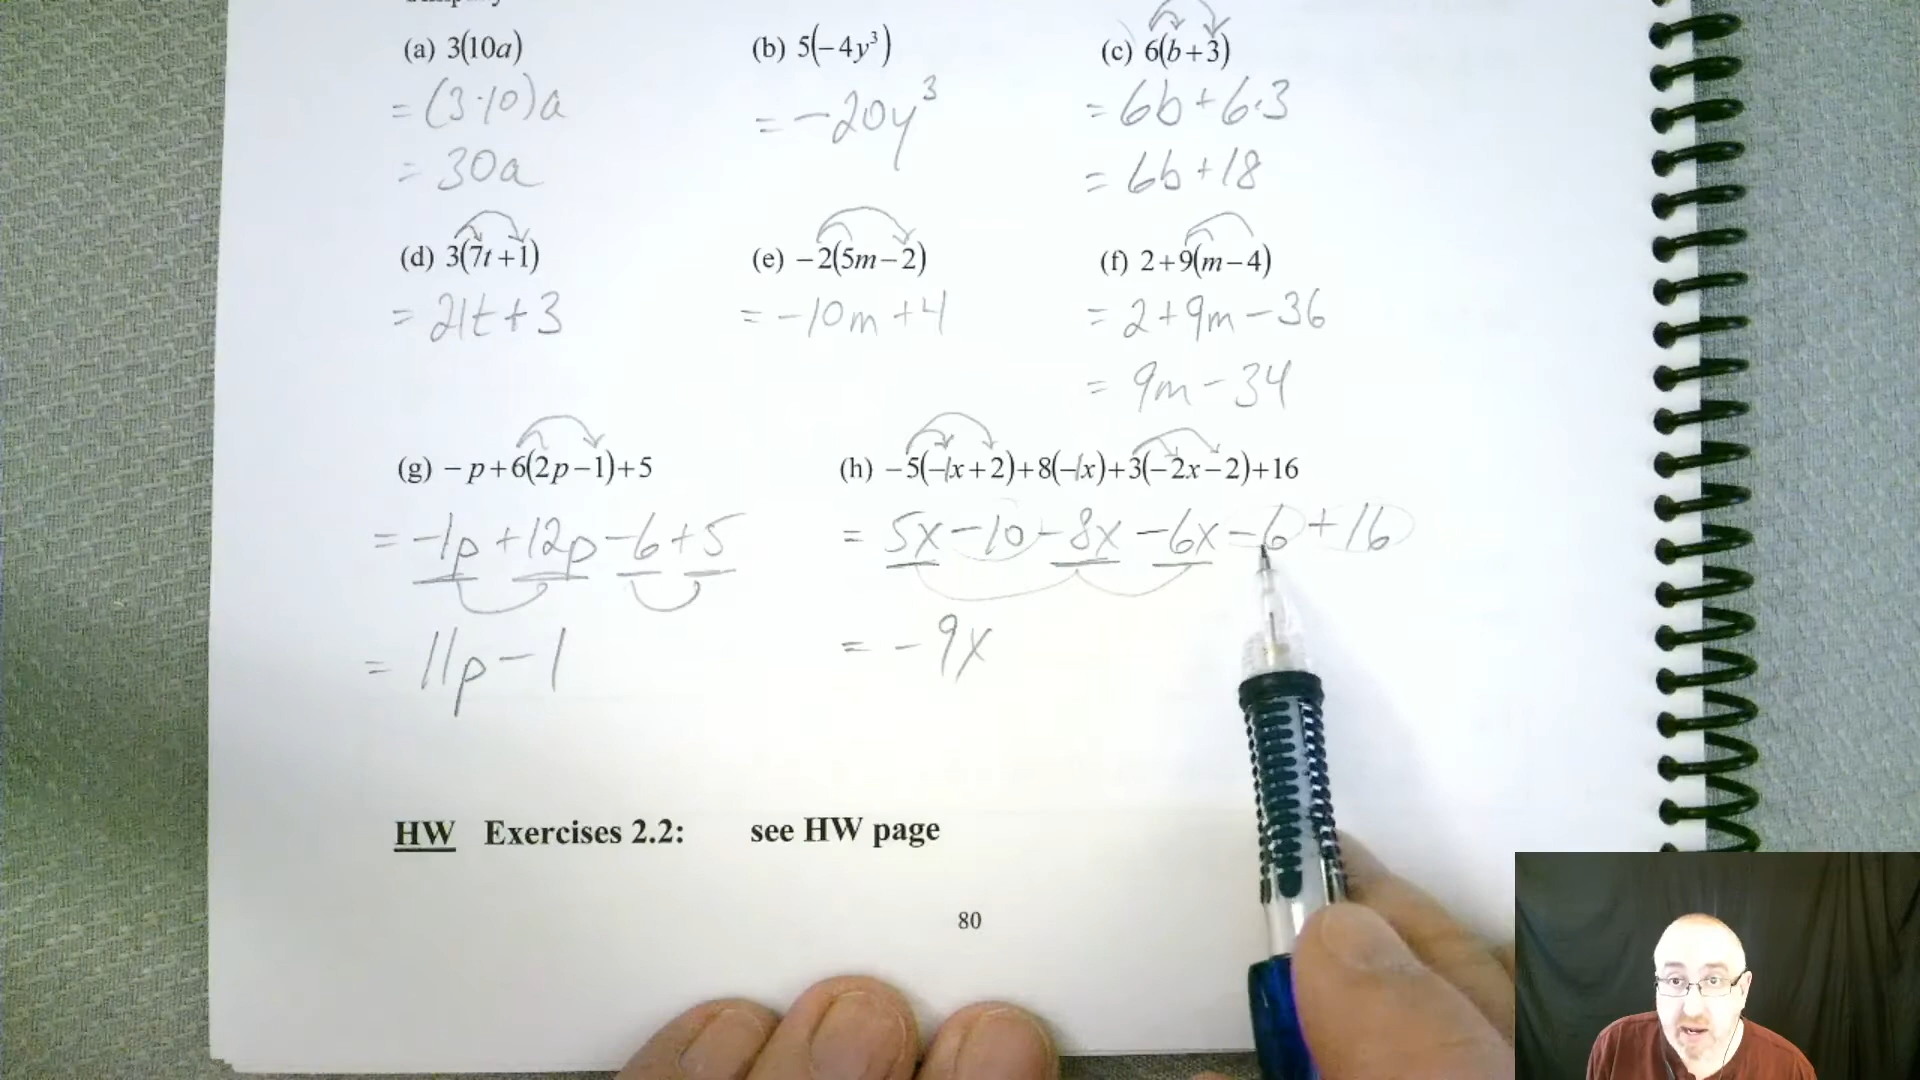 (a) 3(10a) (b) 5(−4y³) (c) 6(b+3)
= (3·10)a = −20y³ = 6b+6·3
= 30a = 6b+18
(d) 3(7t+1) (e) −2(5m−2) (f) 2+9(m−4)
= 21t+3 = −10m+4 = 2+9m−36
= 9m−34
(g) −p+6(2p−1)+5 (h) −5(−1x+2)+8(−1x)+3(−2x−2)+16
= −1p+12p−6+5 = 5x−10−8x−6x−6+16
= 11p−1 = −9x
HW Exercises 2.2: see HW page
80